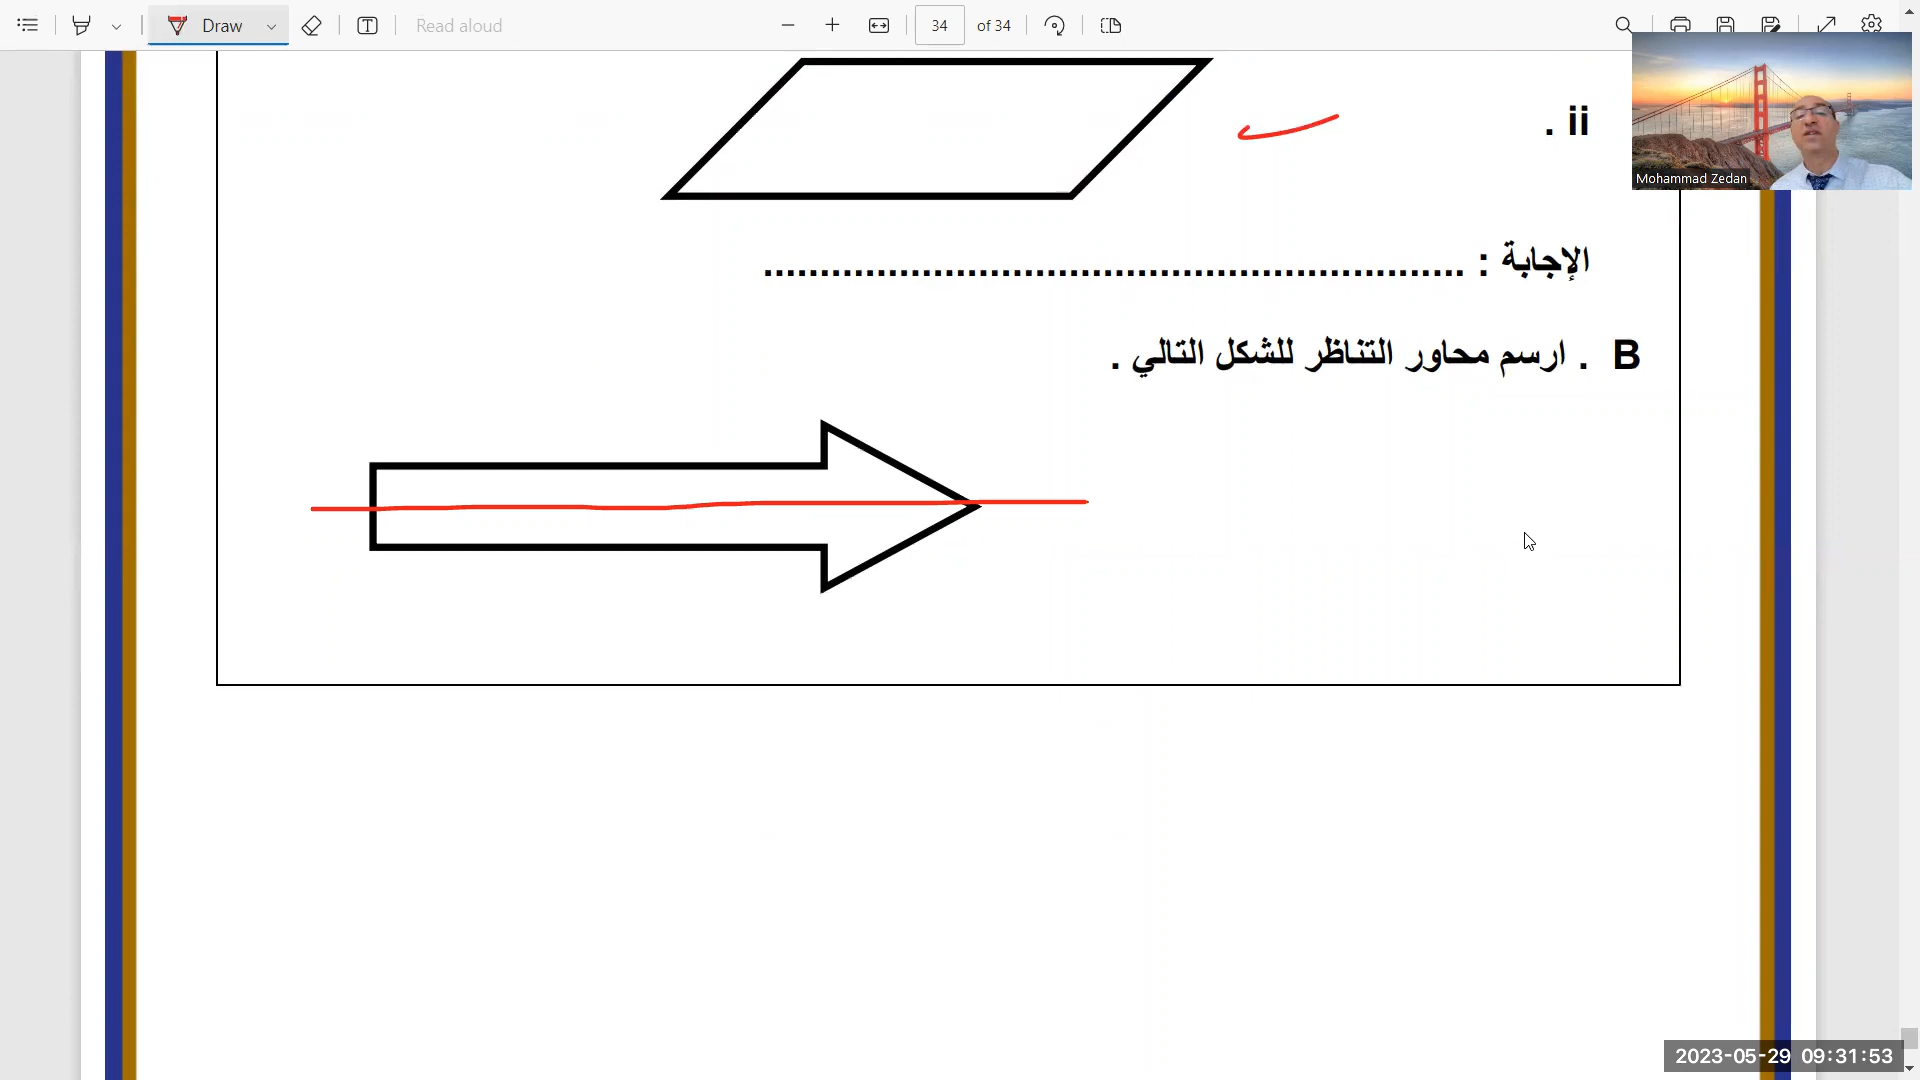 Draw
Read aloud
34 of 34
Mohammad Zedan
ii .
الإجابة : ...........................................................................
B . ارسم محاور التناظر للشكل التالي .
2023-05-29 09:31:53